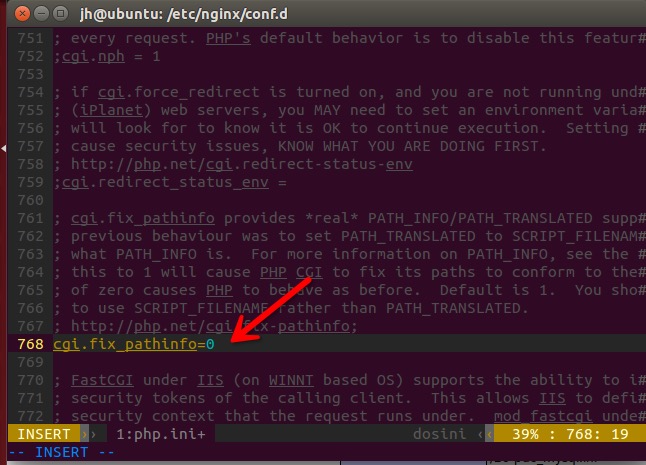 jh@ubuntu: /etc/nginx/conf.d
751 ; every request. PHP's default behavior is to disable this featur#
752 ;cgi.nph = 1
753
754 ; if cgi.force_redirect is turned on, and you are not running und#
755 ; (iPlanet) web servers, you MAY need to set an environment varia#
756 ; will look for to know it is OK to continue execution.  Setting #
757 ; cause security issues, KNOW WHAT YOU ARE DOING FIRST.
758 ; http://php.net/cgi.redirect-status-env
759 ;cgi.redirect_status_env =
760
761 ; cgi.fix_pathinfo provides *real* PATH_INFO/PATH_TRANSLATED supp#
762 ; previous behaviour was to set PATH_TRANSLATED to SCRIPT_FILENAM#
763 ; what PATH_INFO is.  For more information on PATH_INFO, see the #
764 ; this to 1 will cause PHP CGI to fix its paths to conform to the#
765 ; of zero causes PHP to behave as before.  Default is 1.  You sho#
766 ; to use SCRIPT_FILENAME rather than PATH_TRANSLATED.
767 ; http://php.net/cgi.fix-pathinfo;
768 cgi.fix_pathinfo=0
769
770 ; FastCGI under IIS (on WINNT based OS) supports the ability to i#
771 ; security tokens of the calling client.  This allows IIS to defi#
772 ; security context that the request runs under.  mod_fastcgi unde#
INSERT 1:php.ini+ dosini 39% : 768: 19
-- INSERT --